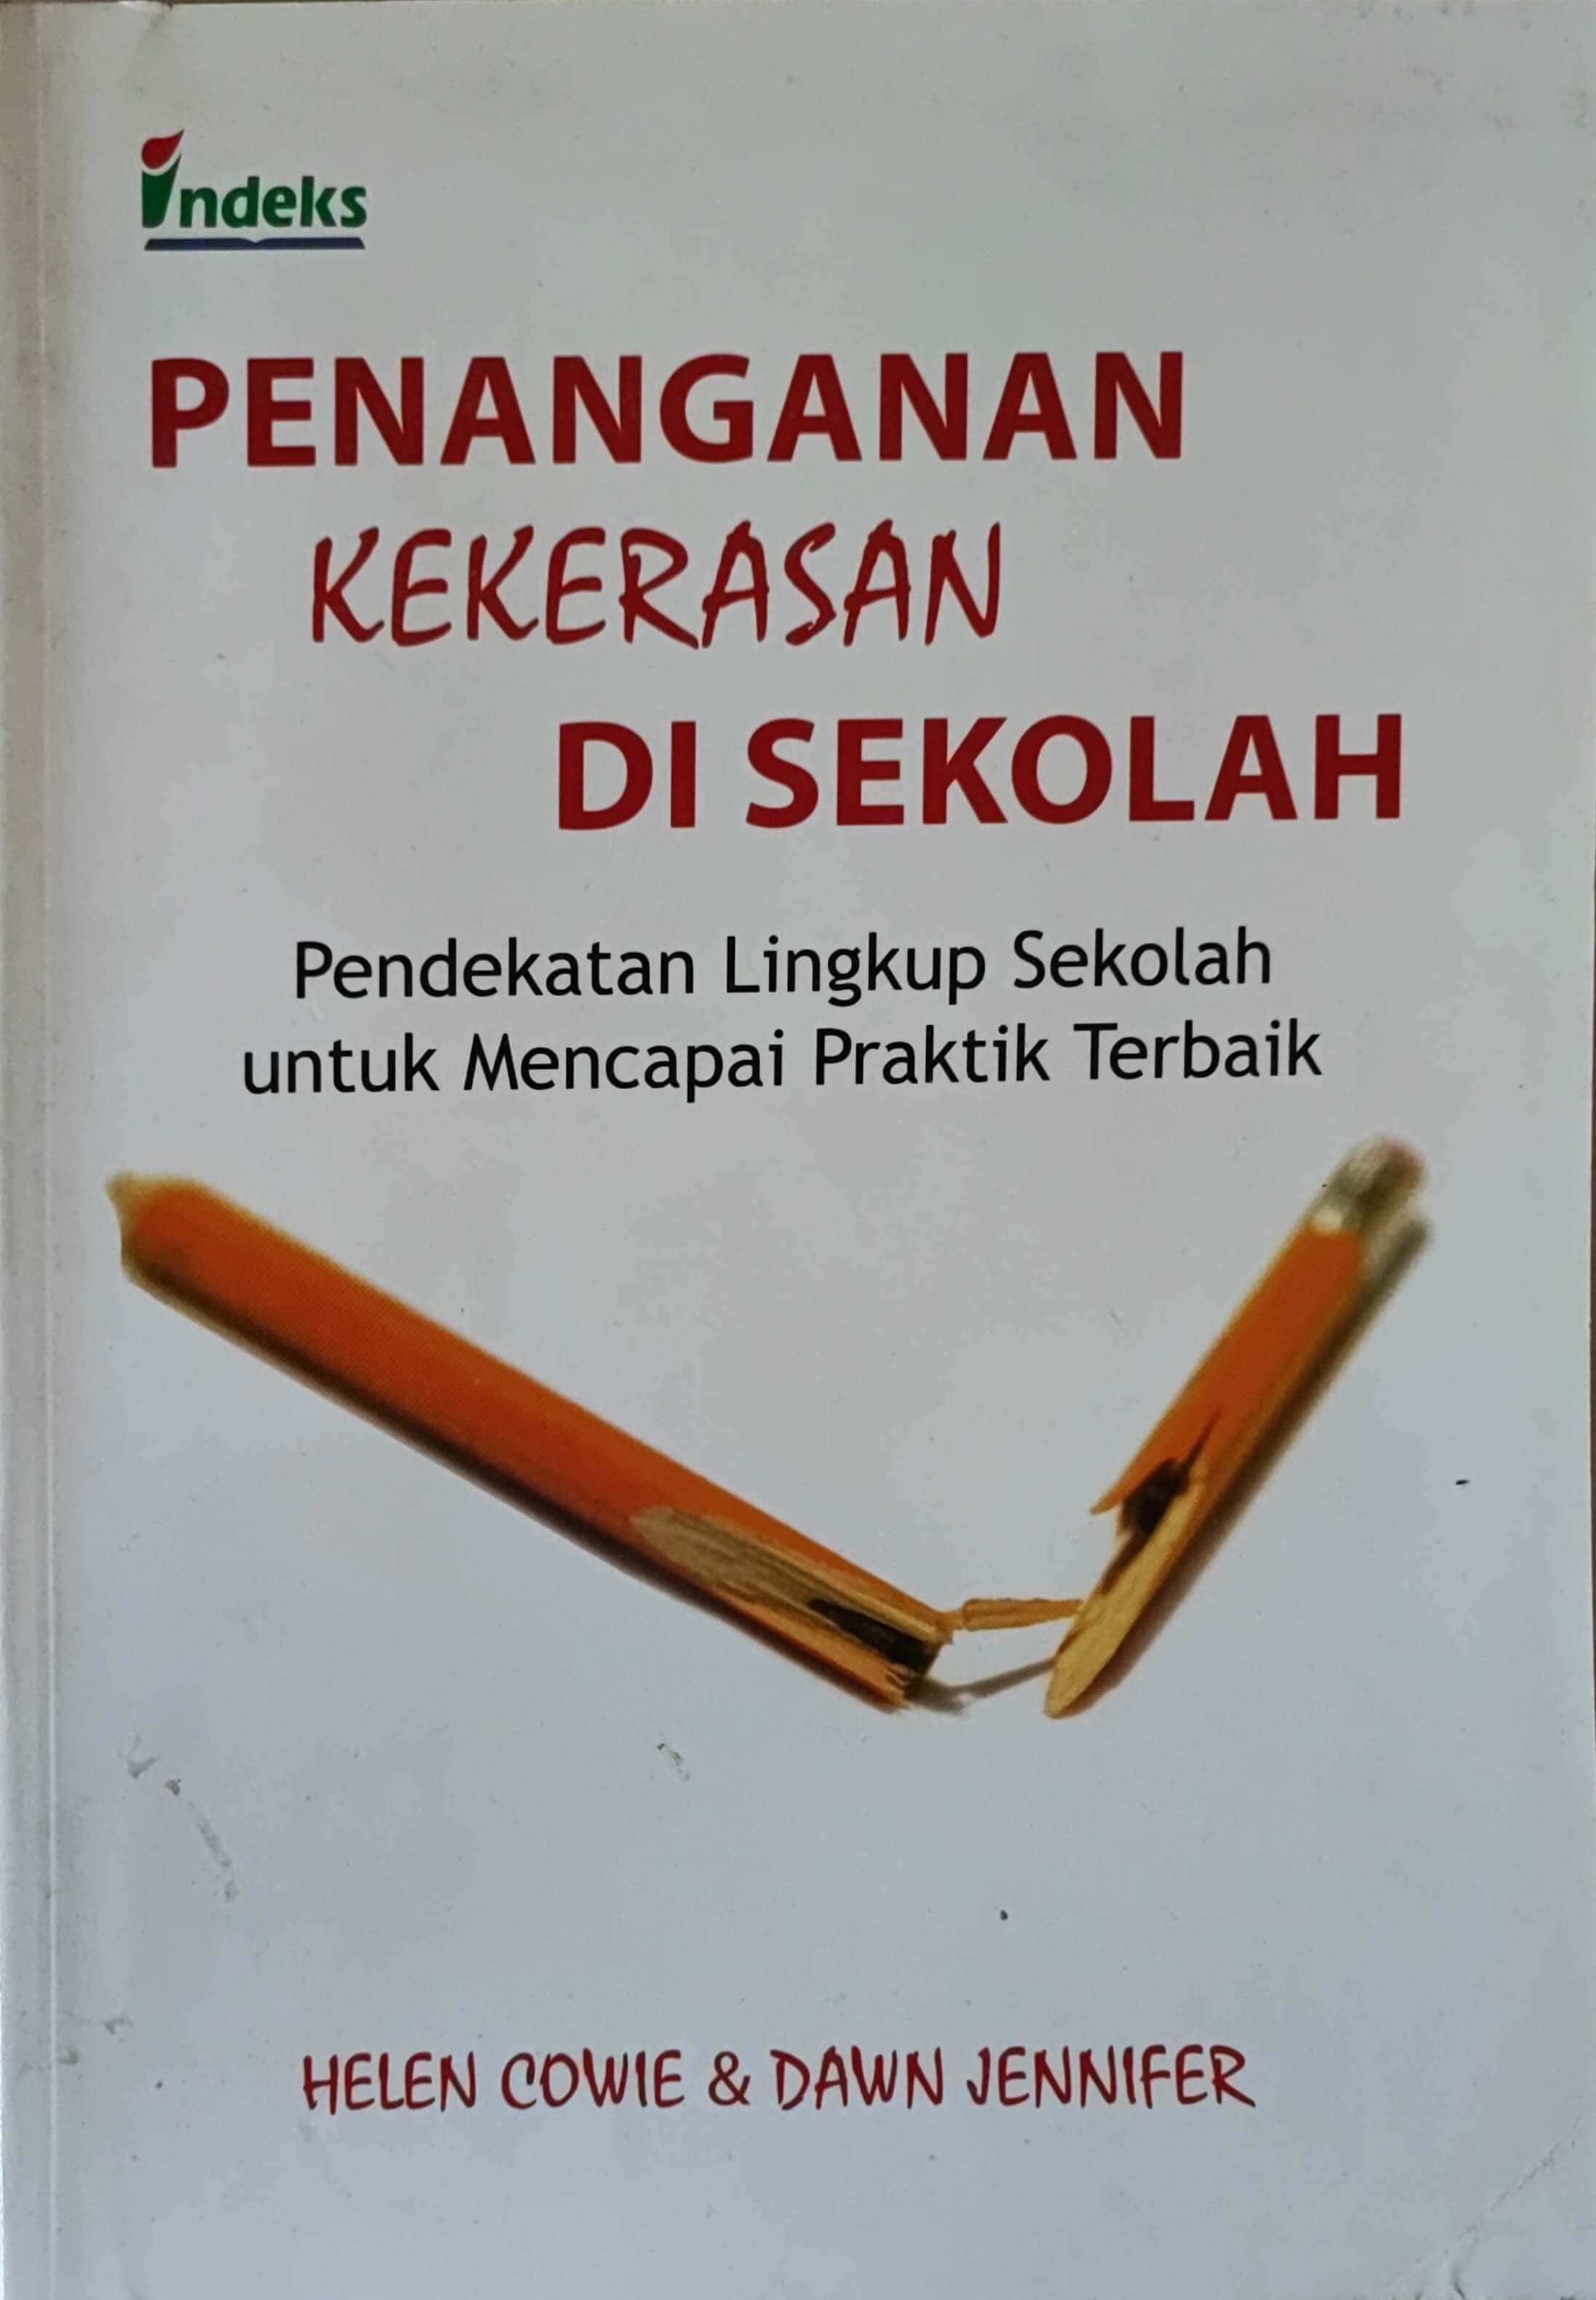 indeks
PENANGANAN
KEKERASAN
DI SEKOLAH
Pendekatan Lingkup Sekolah
untuk Mencapai Praktik Terbaik
HELEN COWIE & DAWN JENNIFER